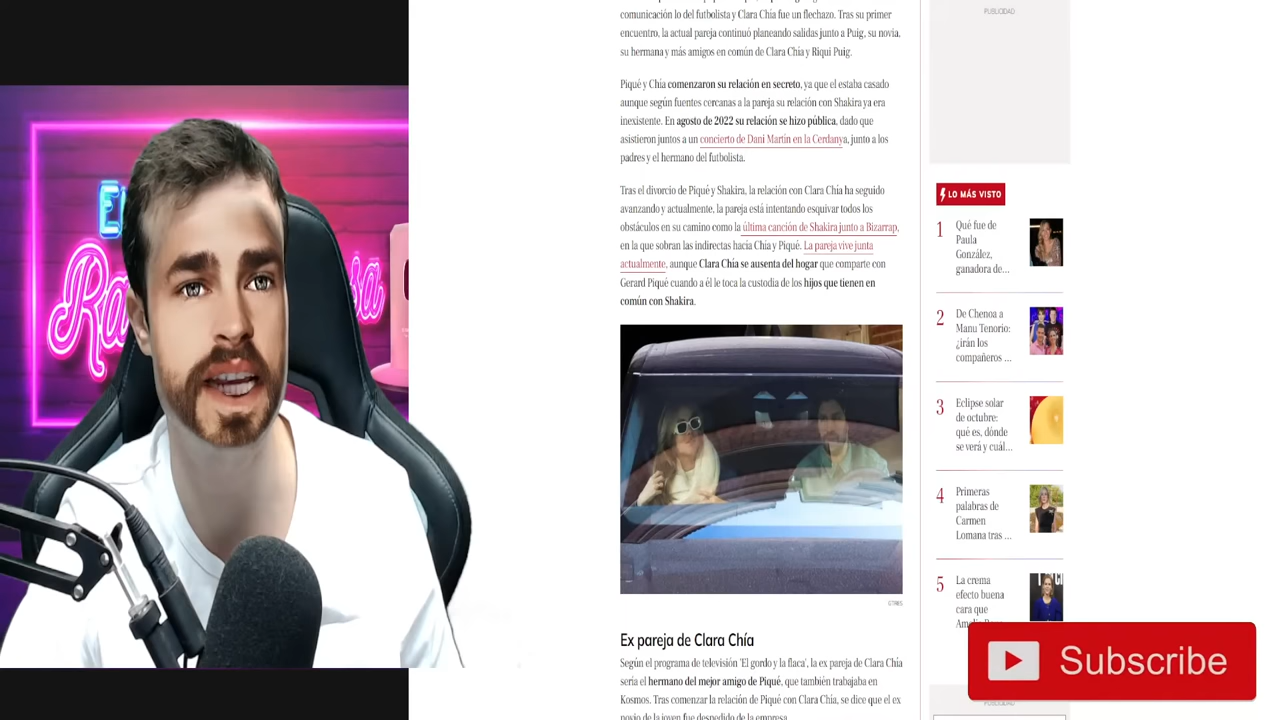 comunicación lo del futbolista y Clara Chía fue un flechazo. Tras su primer
encuentro, la actual pareja continuó planeando salidas junto a Puig, su novia,
su hermana y más amigos en común de Clara Chía y Riqui Puig.
Piqué y Chía comenzaron su relación en secreto, ya que el estaba casado
aunque según fuentes cercanas a la pareja su relación con Shakira ya era
inexistente. En agosto de 2022 su relación se hizo pública, dado que
asistieron juntos a un concierto de Dani Martín en la Cerdanya, junto a los
padres y el hermano del futbolista.
Tras el divorcio de Piqué y Shakira, la relación con Clara Chía ha seguido
avanzando y actualmente, la pareja está intentando esquivar todos los
obstáculos en su camino como la última canción de Shakira junto a Bizarrap,
en la que sobran las indirectas hacia Chía y Piqué. La pareja vive junta
actualmente, aunque Clara Chía se ausenta del hogar que comparte con
Gerard Piqué cuando a él le toca la custodia de los hijos que tienen en
común con Shakira.
GTRES
Ex pareja de Clara Chía
Según el programa de televisión 'El gordo y la flaca', la ex pareja de Clara Chía
sería el hermano del mejor amigo de Piqué, que también trabajaba en
Kosmos. Tras comenzar la relación de Piqué con Clara Chía, se dice que el ex
novio de la joven fue despedido de la empresa.
PUBLICIDAD
LO MÁS VISTO
1 Qué fue de
Paula
González,
ganadora de...
2 De Chenoa a
Manu Tenorio:
¿irán los
compañeros ...
3 Eclipse solar
de octubre:
qué es, dónde
se verá y cuál...
4 Primeras
palabras de
Carmen
Lomana tras ...
5 La crema
efecto buena
cara que
Subscribe
PUBLICIDAD